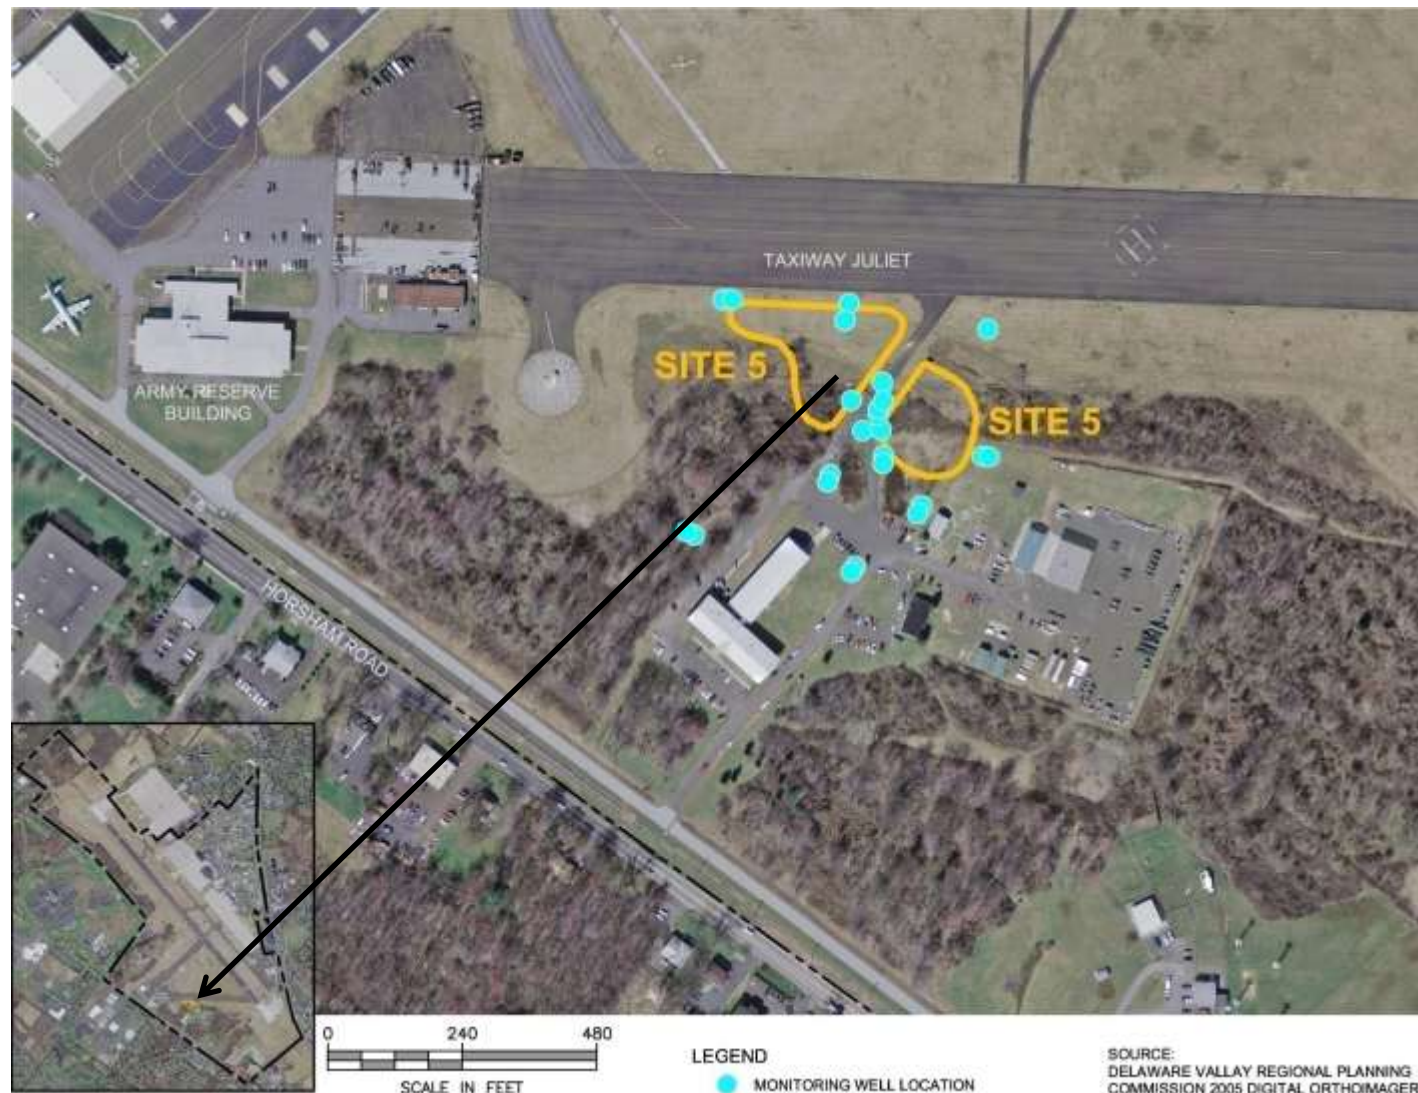 TAXIWAY JULIET
SITE 5
ARMY RESERVE
BUILDING
SITE 5
HORSHAM ROAD
0 240 480
SCALE IN FEET
LEGEND
MONITORING WELL LOCATION
SOURCE:
DELAWARE VALLAY REGIONAL PLANNING
COMMISSION 2005 DIGITAL ORTHOIMAGER
H